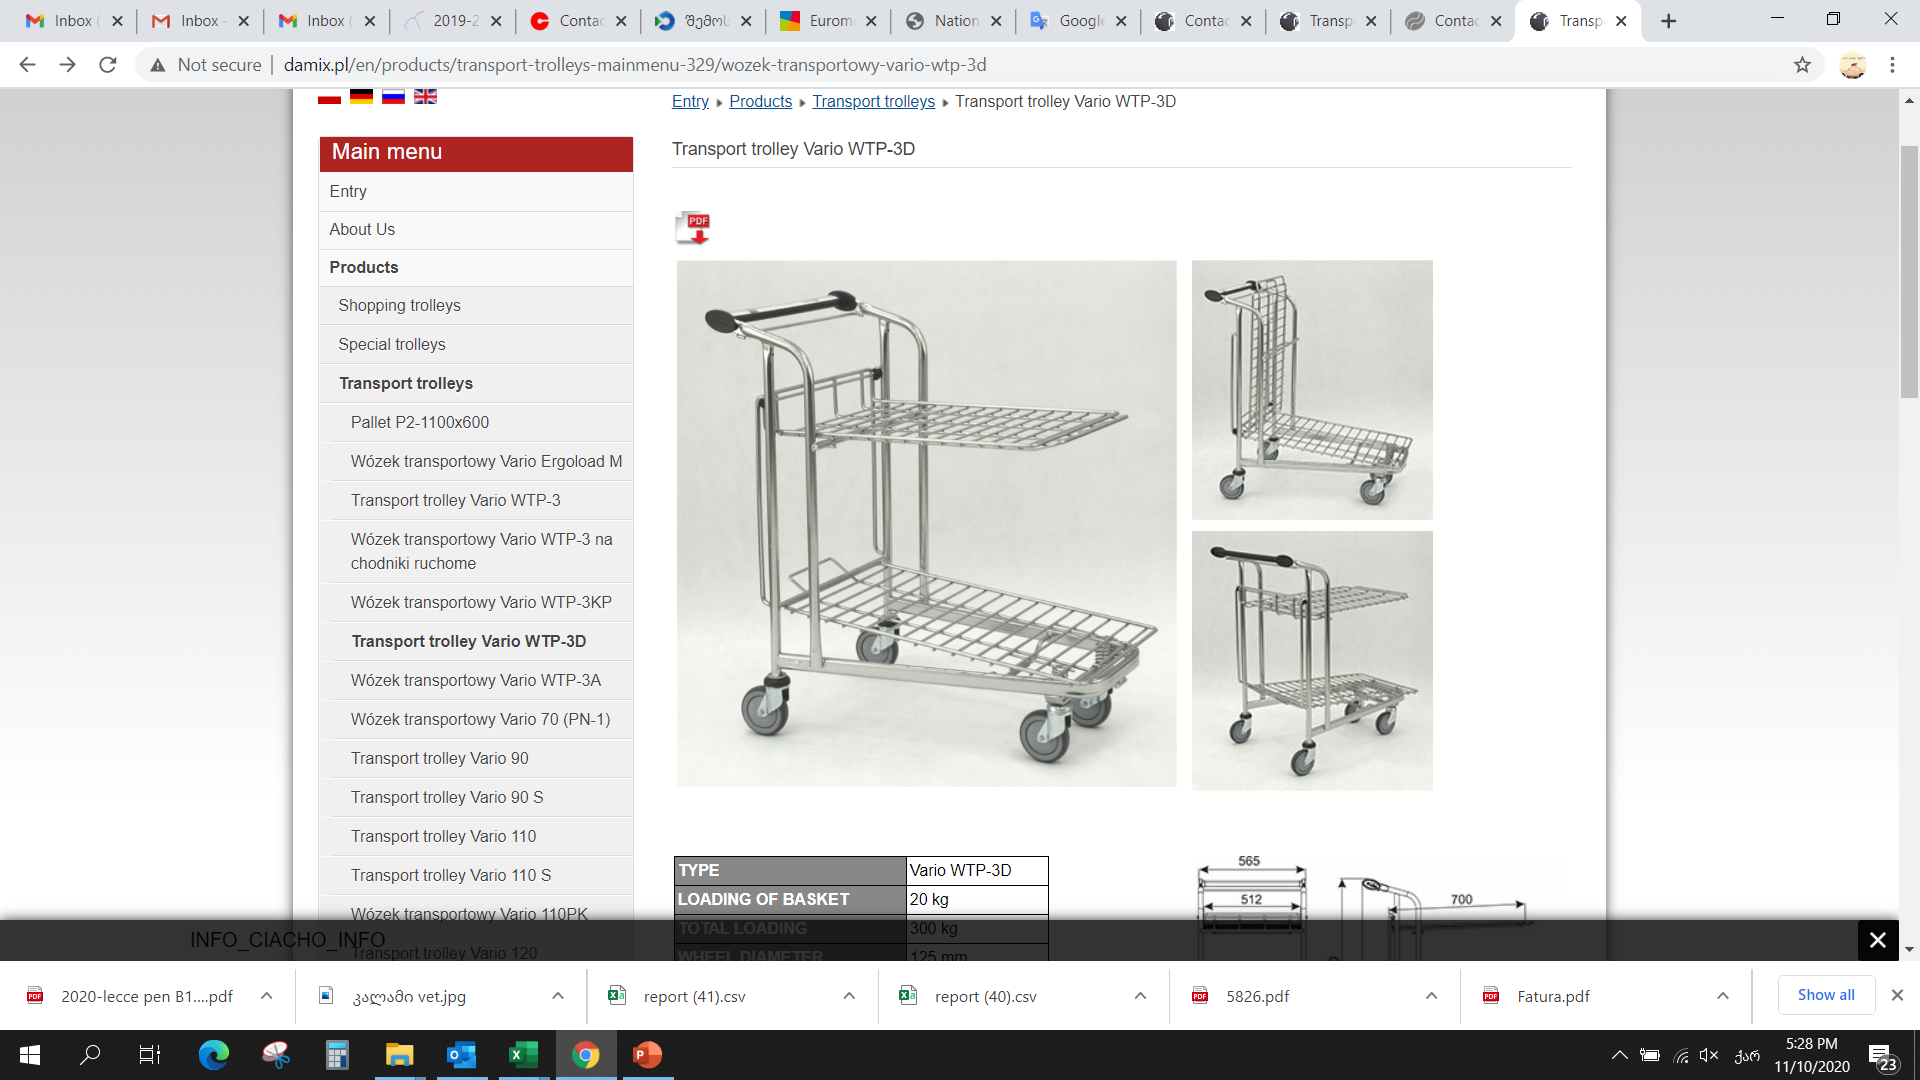 Inbox (
Inbox -
Inbox (
2019-2
Contac
შემოს
Eurom
Nation
Google
Contac
Transp
Contac
Transp
Not secure
damix.pl/en/products/transport-trolleys-mainmenu-329/wozek-transportowy-vario-wtp-3d
Entry Products Transport trolleys Transport trolley Vario WTP-3D
Main menu
Entry
About Us
Products
Shopping trolleys
Special trolleys
Transport trolleys
Pallet P2-1100x600
Wózek transportowy Vario Ergoload M
Transport trolley Vario WTP-3
Wózek transportowy Vario WTP-3 na
chodniki ruchome
Wózek transportowy Vario WTP-3KP
Transport trolley Vario WTP-3D
Wózek transportowy Vario WTP-3A
Wózek transportowy Vario 70 (PN-1)
Transport trolley Vario 90
Transport trolley Vario 90 S
Transport trolley Vario 110
Transport trolley Vario 110 S
Wózek transportowy Vario 110PK
Transport trolley Vario 120
Transport trolley Vario WTP-3D
PDF
TYPE Vario WTP-3D
LOADING OF BASKET 20 kg
TOTAL LOADING 300 kg
WHEEL DIAMETER 125 mm
565
512
700
INFO_CIACHO_INFO
2020-lecce pen B1....pdf
კალამი vet.jpg
report (41).csv
report (40).csv
5826.pdf
Fatura.pdf
Show all
ქარ
5:28 PM
11/10/2020
23